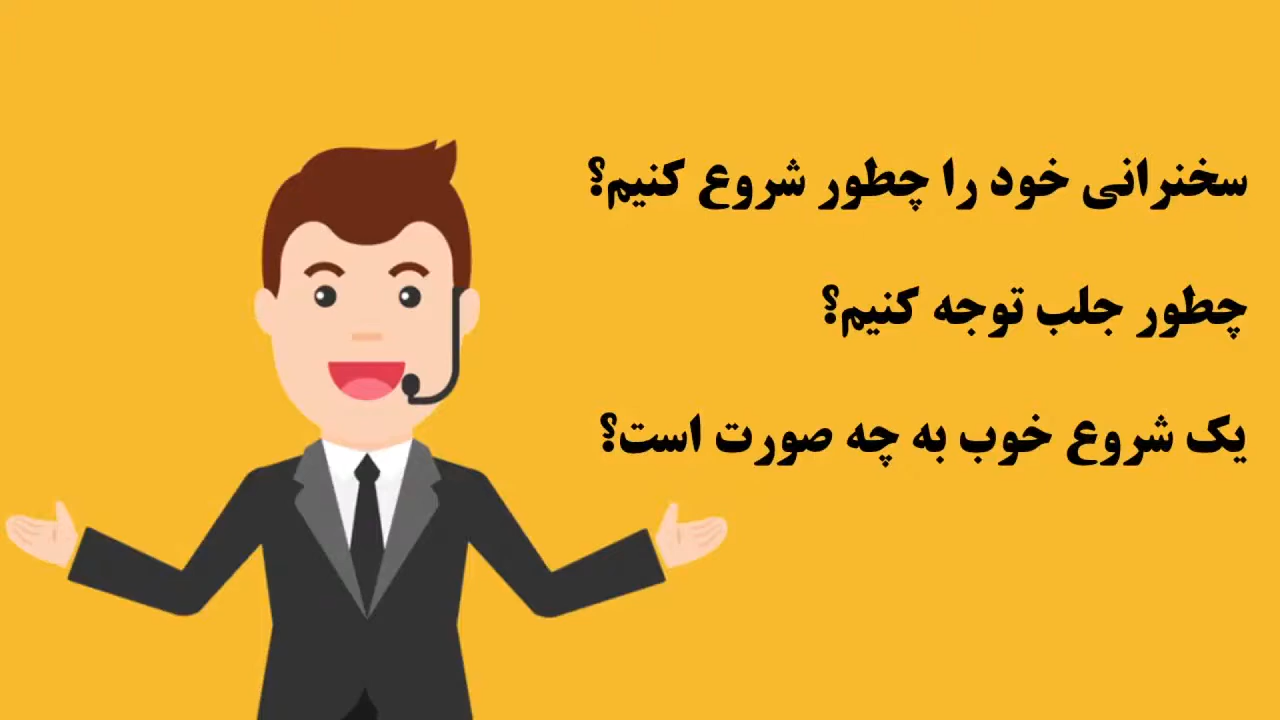 سخنرانی خود را چطور شروع کنیم؟
چطور جلب توجه کنیم؟
یک شروع خوب به چه صورت است؟